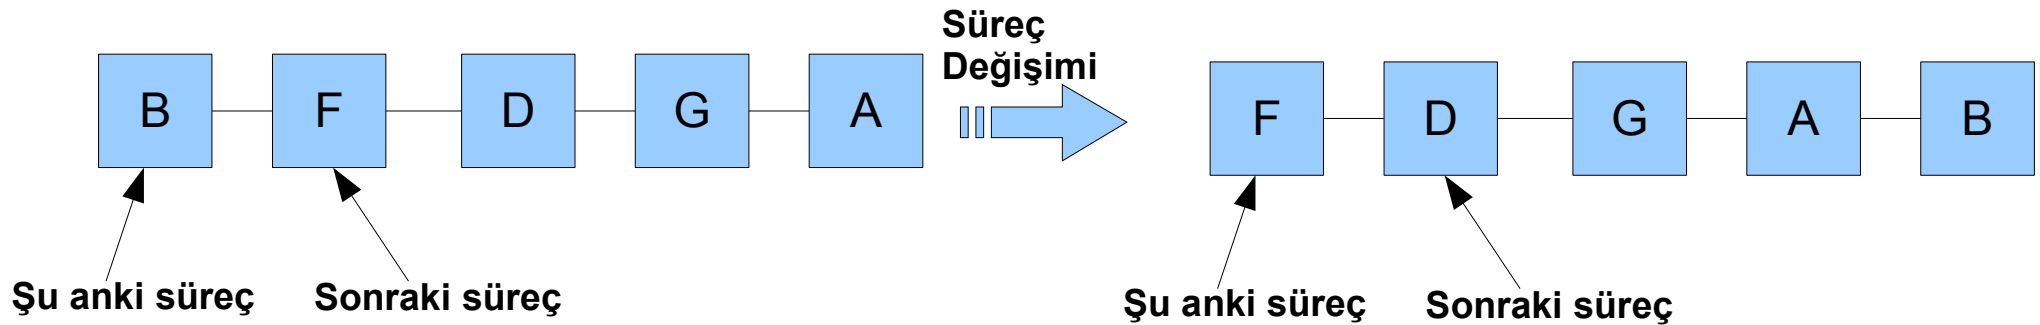 B F D G A
Süreç
Değişimi
F D G A B
Şu anki süreç
Sonraki süreç
Şu anki süreç
Sonraki süreç